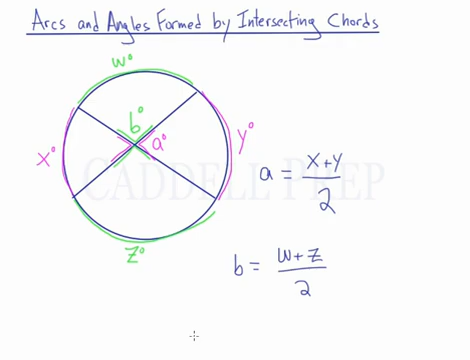 Arcs and Angles Formed by Intersecting Chords
w°
b°
a°
x°
y°
z°
CADDELL PREP
a = x+y/2
b = w+z/2